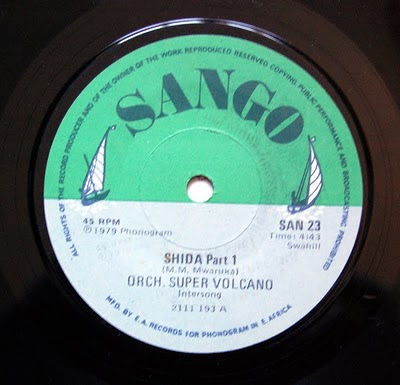 ALL RIGHTS OF THE RECORD PRODUCER AND OF THE OWNER OF THE WORK REPRODUCED RESERVED COPYING, PUBLIC PERFORMANCE AND BROADCASTING PROHIBITED
SANGO
45 RPM
℗1979 Phonogram
SAN 23
Time: 4:43
Swahili
SHIDA Part 1
(M.M. Mwaruka)
ORCH. SUPER VOLCANO
Intersong
2111 193 A
MFD. BY E.A. RECORDS FOR PHONOGRAM IN E. AFRICA